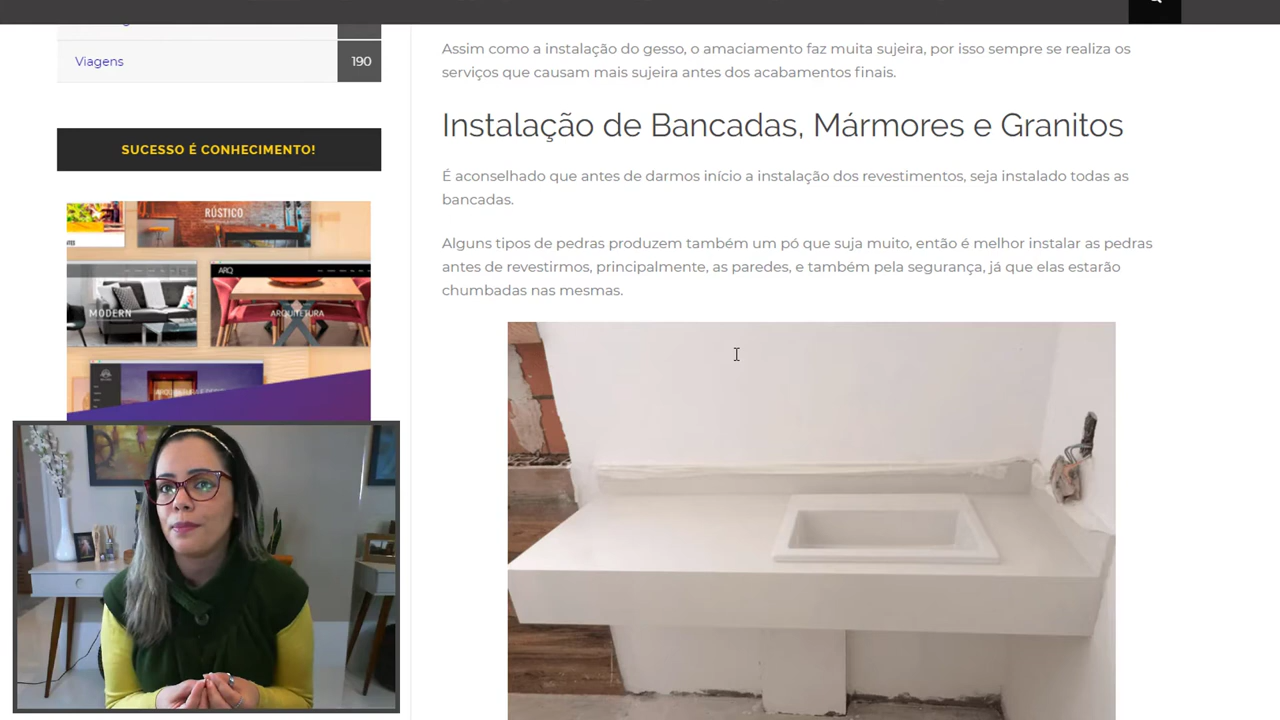 Viagens
190
SUCESSO É CONHECIMENTO!
RÚSTICO
ARQ
MODERN
ARQUITETURA
Assim como a instalação do gesso, o amaciamento faz muita sujeira, por isso sempre se realiza os
serviços que causam mais sujeira antes dos acabamentos finais.
Instalação de Bancadas, Mármores e Granitos
É aconselhado que antes de darmos início a instalação dos revestimentos, seja instalado todas as
bancadas.
Alguns tipos de pedras produzem também um pó que suja muito, então é melhor instalar as pedras
antes de revestirmos, principalmente, as paredes, e também pela segurança, já que elas estarão
chumbadas nas mesmas.